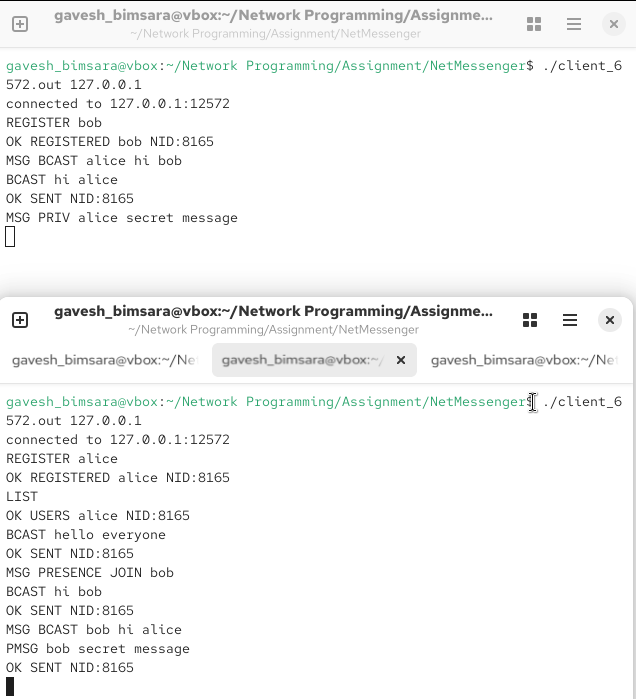 gavesh_bimsara@vbox:~/Network Programming/Assignme...
~/Network Programming/Assignment/NetMessenger
gavesh_bimsara@vbox:~/Network Programming/Assignment/NetMessenger$ ./client_6
572.out 127.0.0.1
connected to 127.0.0.1:12572
REGISTER bob
OK REGISTERED bob NID:8165
MSG BCAST alice hi bob
BCAST hi alice
OK SENT NID:8165
MSG PRIV alice secret message
gavesh_bimsara@vbox:~/Network Programming/Assignme...
~/Network Programming/Assignment/NetMessenger
gavesh_bimsara@vbox:~/Ne gavesh_bimsara@vbox:~/ gavesh_bimsara@vbox:~/Net
gavesh_bimsara@vbox:~/Network Programming/Assignment/NetMessenger$ ./client_6
572.out 127.0.0.1
connected to 127.0.0.1:12572
REGISTER alice
OK REGISTERED alice NID:8165
LIST
OK USERS alice NID:8165
BCAST hello everyone
OK SENT NID:8165
MSG PRESENCE JOIN bob
BCAST hi bob
OK SENT NID:8165
MSG BCAST bob hi alice
PMSG bob secret message
OK SENT NID:8165